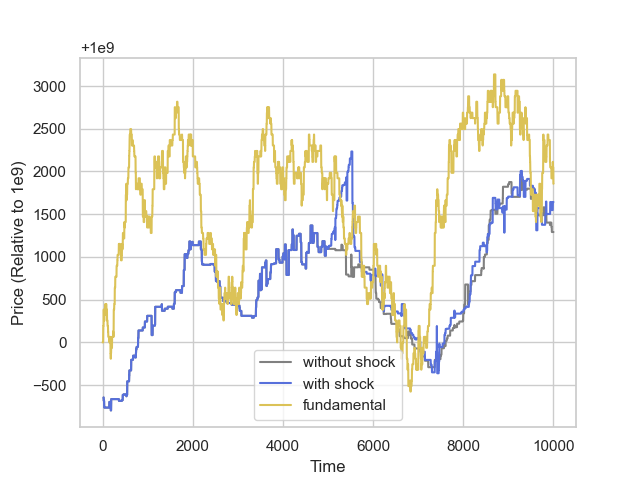 +1e9
3000
2500
2000
1500
1000
500
0
−500
Price (Relative to 1e9)
without shock
with shock
fundamental
0 2000 4000 6000 8000 10000
Time